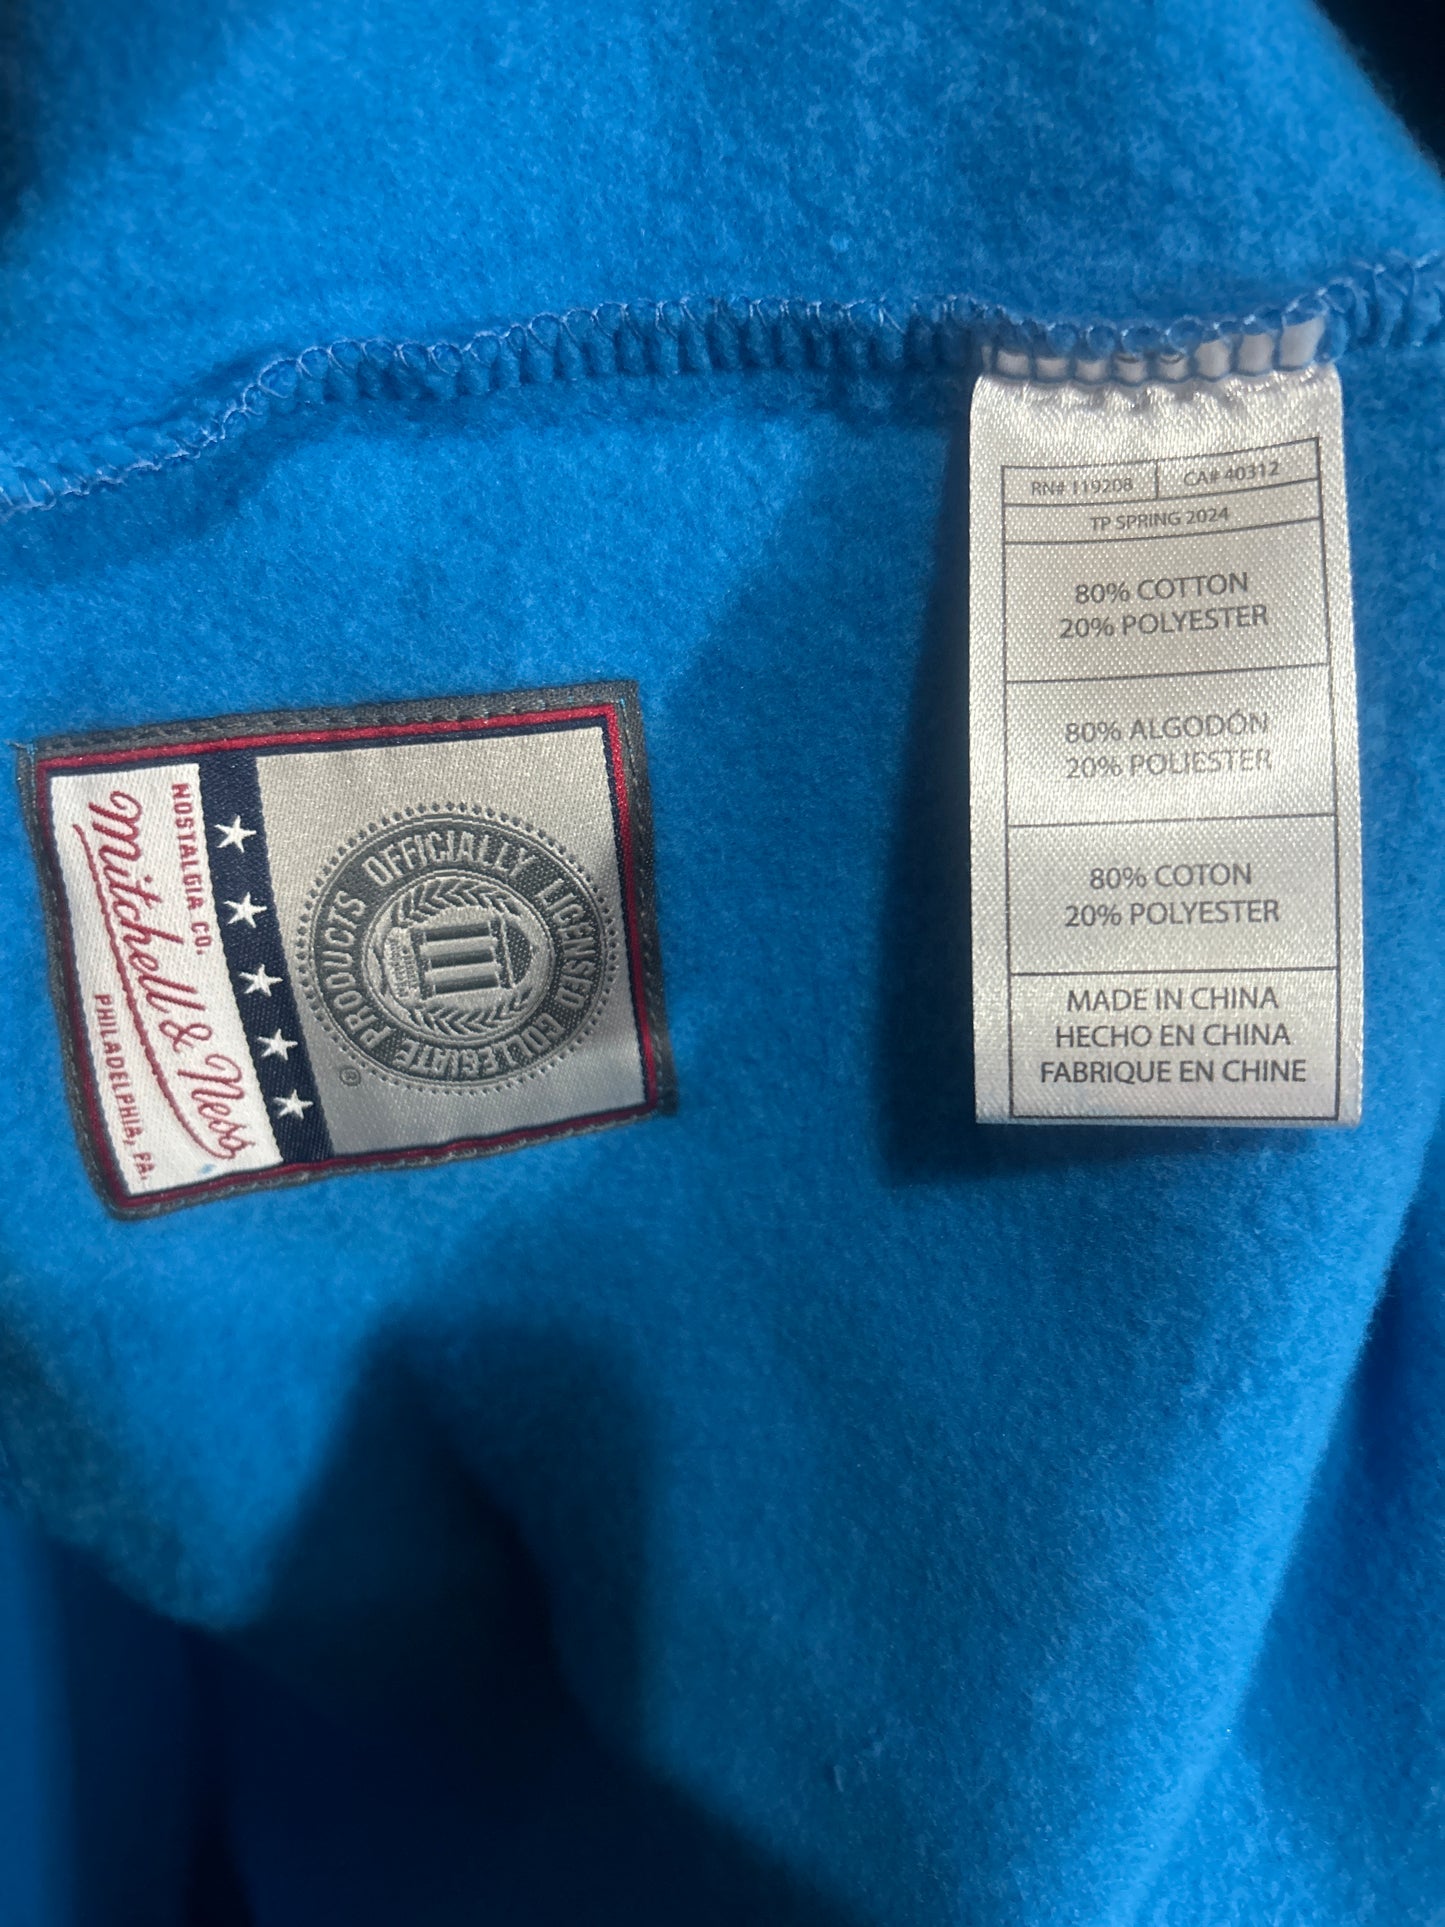 NOSTALGIA CO.
Mitchell & Ness
PHILADELPHIA, PA.
OFFICIALLY LICENSED COLLEGIATE PRODUCTS
®
RN# 119208
CA# 40312
TP SPRING 2024
80% COTTON
20% POLYESTER
80% ALGODÓN
20% POLIESTER
80% COTON
20% POLYESTER
MADE IN CHINA
HECHO EN CHINA
FABRIQUE EN CHINE